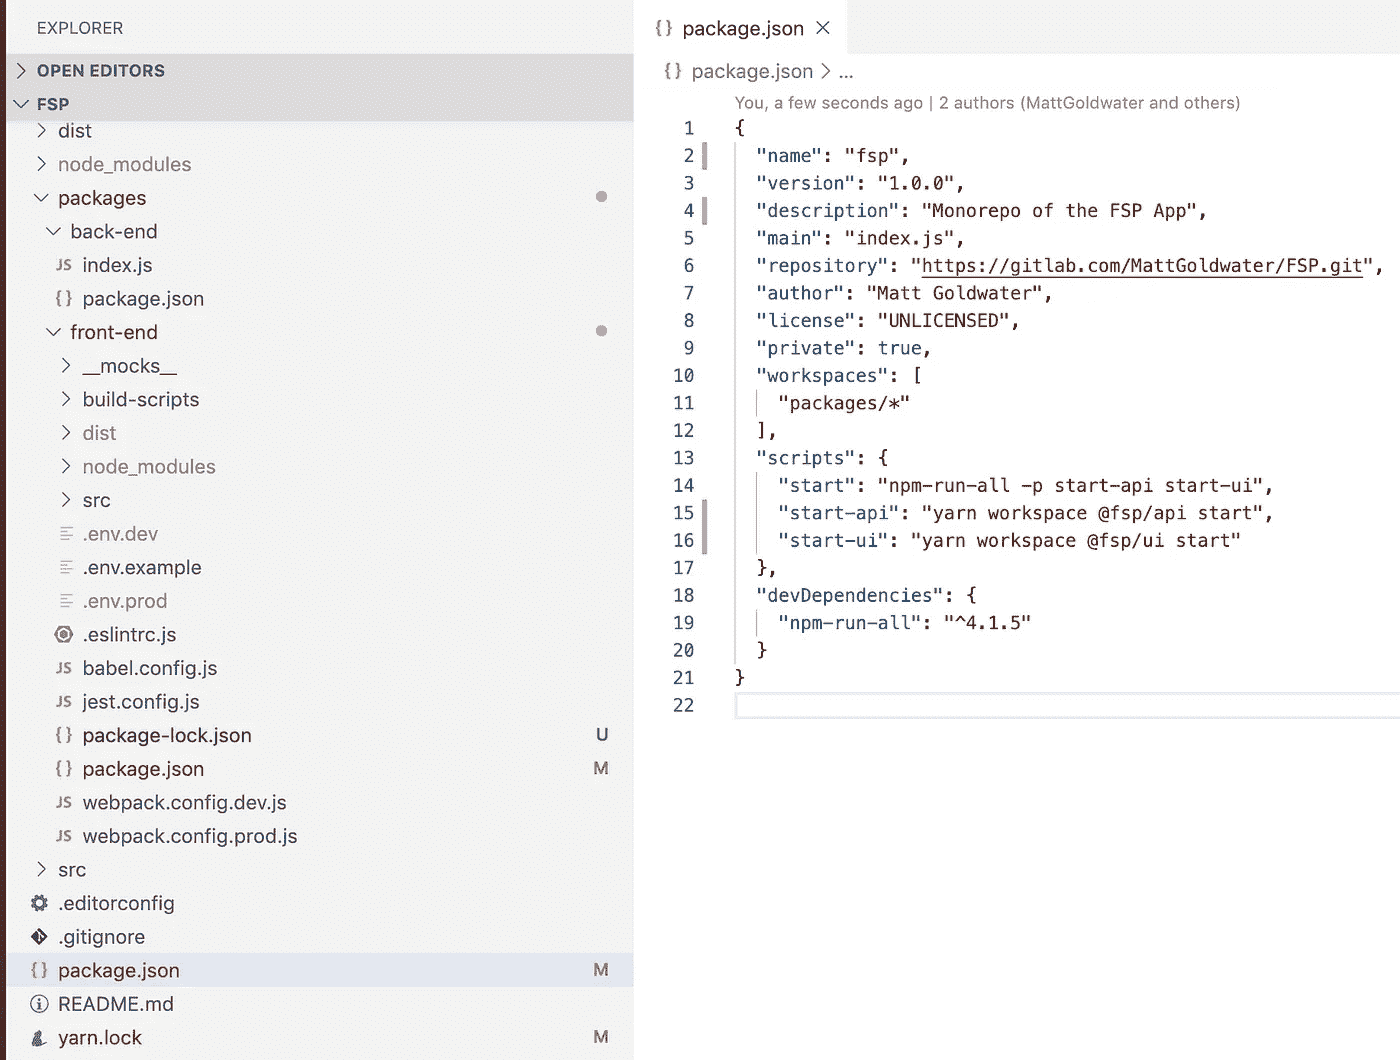 EXPLORER
OPEN EDITORS
FSP
dist
node_modules
packages
back-end
JS index.js
{} package.json
front-end
__mocks__
build-scripts
dist
node_modules
src
.env.dev
.env.example
.env.prod
.eslintrc.js
JS babel.config.js
JS jest.config.js
{} package-lock.json U
{} package.json M
JS webpack.config.dev.js
JS webpack.config.prod.js
src
.editorconfig
.gitignore
{} package.json M
README.md
yarn.lock M
{} package.json
{} package.json > ...
You, a few seconds ago | 2 authors (MattGoldwater and others)
1 {
2 "name": "fsp",
3 "version": "1.0.0",
4 "description": "Monorepo of the FSP App",
5 "main": "index.js",
6 "repository": "https://gitlab.com/MattGoldwater/FSP.git",
7 "author": "Matt Goldwater",
8 "license": "UNLICENSED",
9 "private": true,
10 "workspaces": [
11 "packages/*"
12 ],
13 "scripts": {
14 "start": "npm-run-all -p start-api start-ui",
15 "start-api": "yarn workspace @fsp/api start",
16 "start-ui": "yarn workspace @fsp/ui start"
17 },
18 "devDependencies": {
19 "npm-run-all": "^4.1.5"
20 }
21 }
22